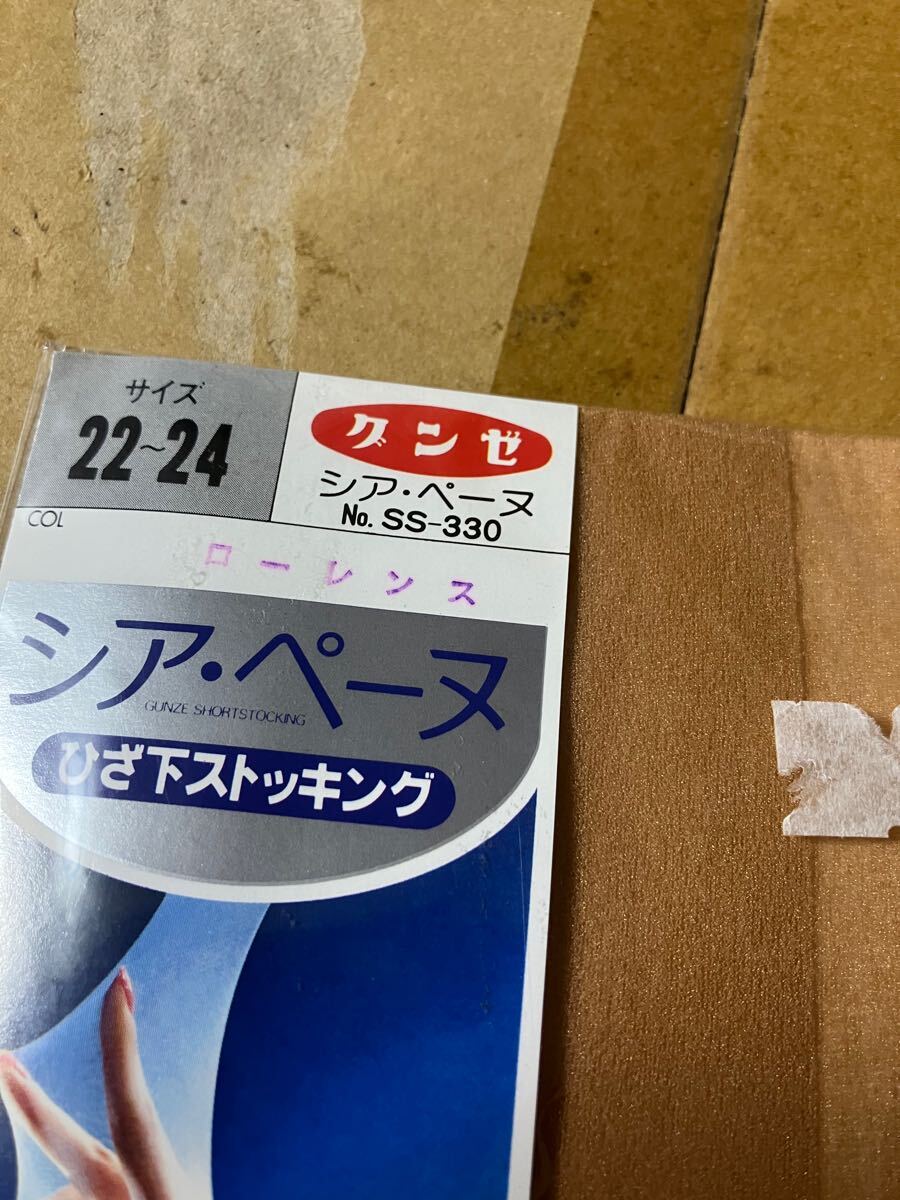 サイズ
22~24
グンゼ
シア・ペーヌ
No. SS-330
COL
ローレンス
シア・ペーヌ
GUNZE SHORTSTOCKING
ひざ下ストッキング